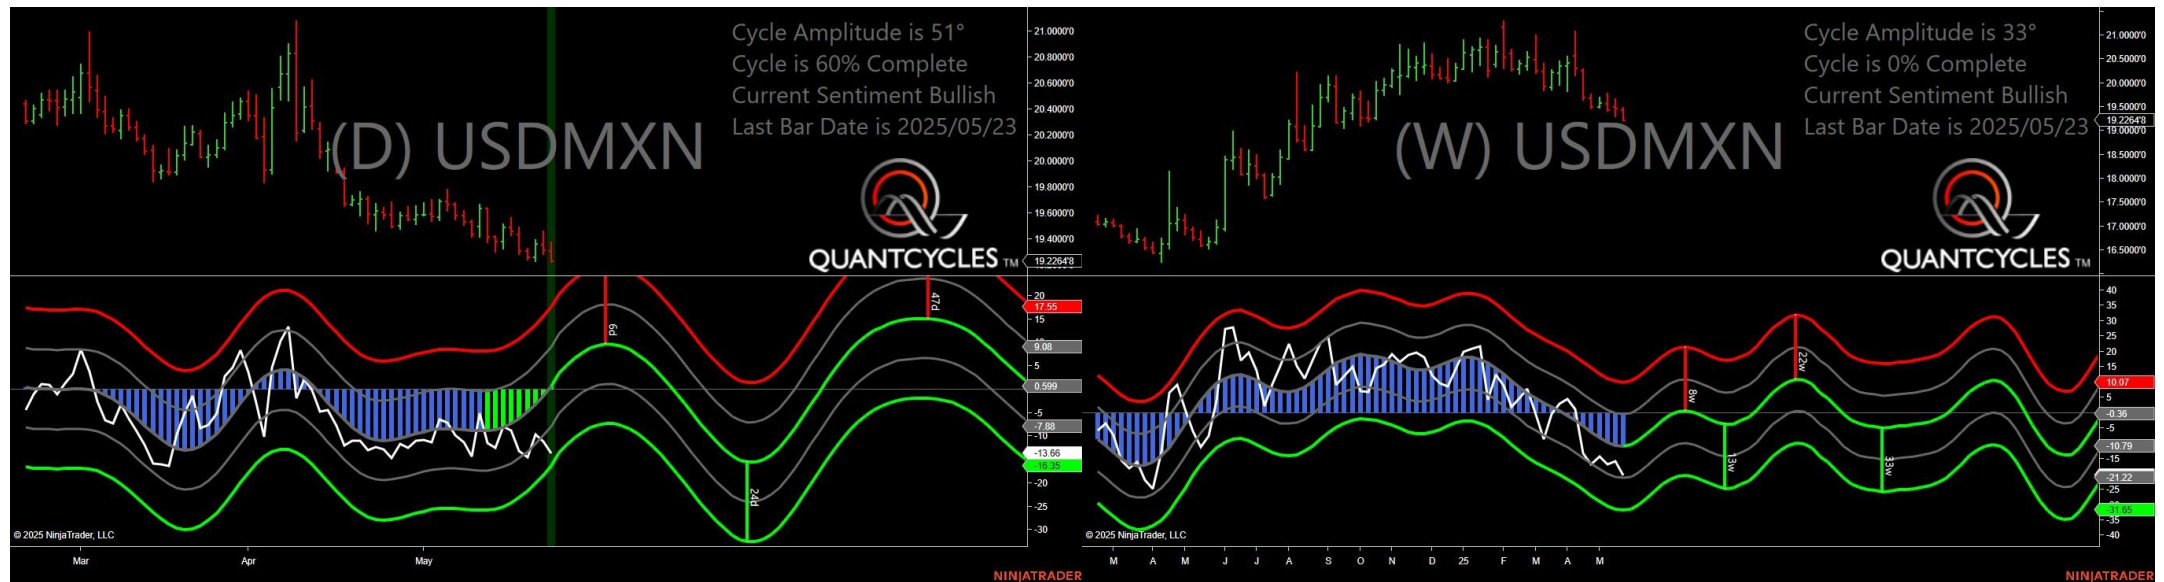 Cycle Amplitude is 51°
Cycle is 60% Complete
Current Sentiment Bullish
Last Bar Date is 2025/05/23
(D) USDMXN
QUANTCYCLES TM
21.0000'0
20.8000'0
20.6000'0
20.4000'0
20.2000'0
20.0000'0
19.8000'0
19.6000'0
19.4000'0
19.2264'8
6d
24d
47d
20
17.55
15
9.08
5
0.599
-5
-7.88
-10
-13.66
-16.35
-20
-25
-30
© 2025 NinjaTrader, LLC
Mar Apr May
NINJATRADER
Cycle Amplitude is 33°
Cycle is 0% Complete
Current Sentiment Bullish
Last Bar Date is 2025/05/23
(W) USDMXN
QUANTCYCLES TM
21.0000'0
20.5000'0
20.0000'0
19.5000'0
19.2264'8
19.0000'0
18.5000'0
18.0000'0
17.5000'0
17.0000'0
16.5000'0
8w
13w
22w
33w
40
35
30
25
20
15
10.07
5
-0.36
-5
-10.79
-15
-21.22
-25
-31.65
-35
-40
© 2025 NinjaTrader, LLC
M A M J J A S O N D 25 F M A M
NINJATRADER